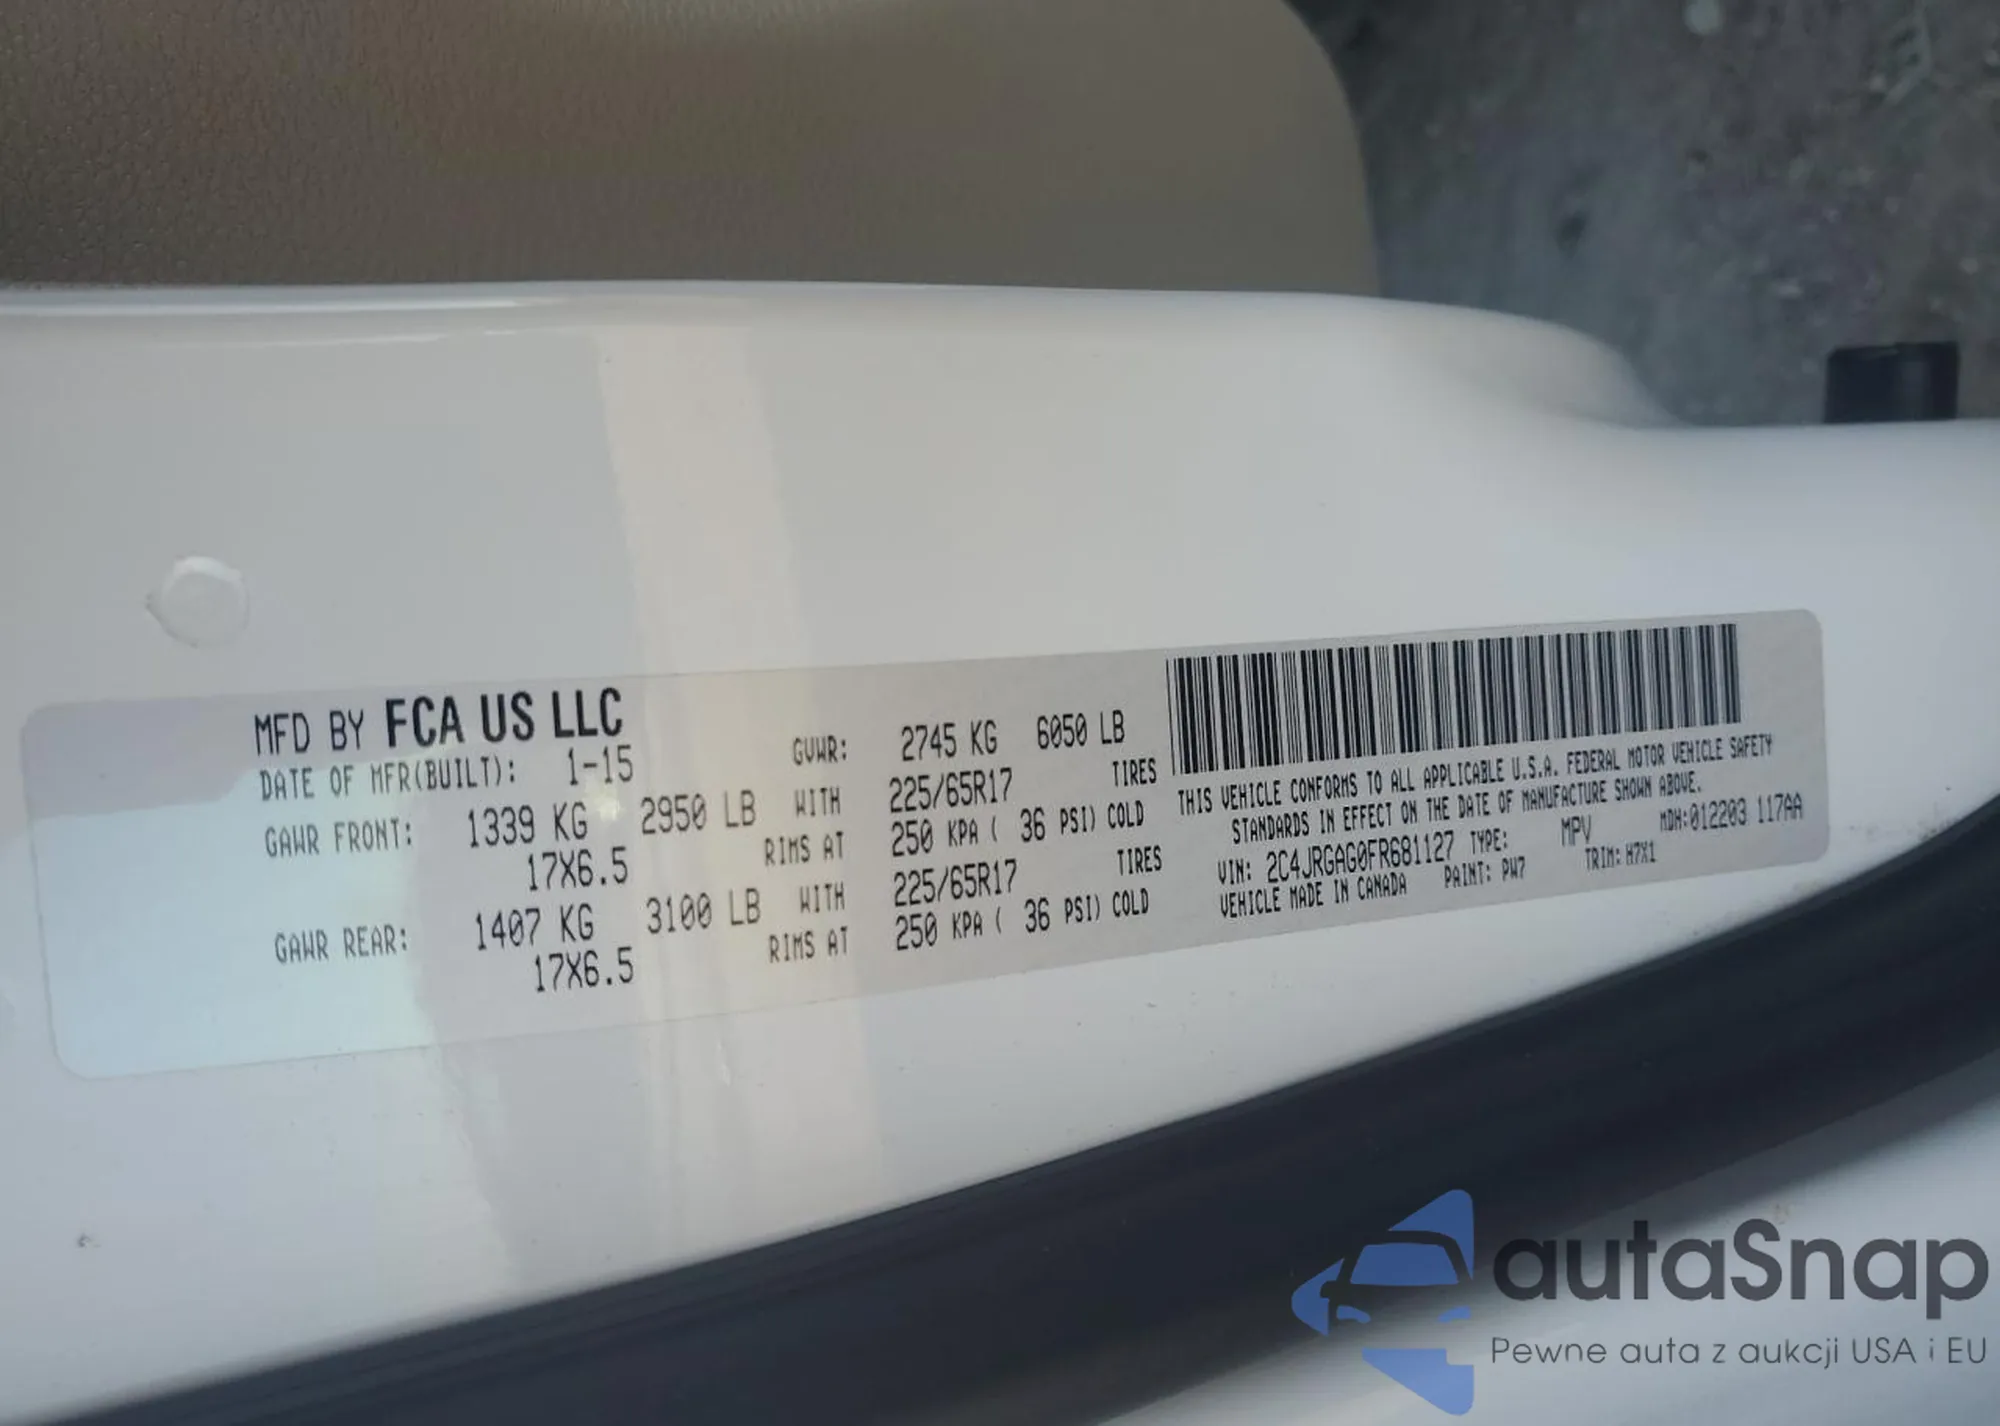 MFD BY FCA US LLC
DATE OF MFR(BUILT): 1-15 GVWR: 2745 KG 6050 LB
GAWR FRONT: 1339 KG 2950 LB WITH 225/65R17 TIRES
17X6.5 RIMS AT 250 KPA ( 36 PSI) COLD
GAWR REAR: 1407 KG 3100 LB WITH 225/65R17 TIRES
17X6.5 RIMS AT 250 KPA ( 36 PSI) COLD
THIS VEHICLE CONFORMS TO ALL APPLICABLE U.S.A. FEDERAL MOTOR VEHICLE SAFETY
STANDARDS IN EFFECT ON THE DATE OF MANUFACTURE SHOWN ABOVE.
VIN: 2C4JRGAG0FR681127 TYPE: MPV MDH:012203 117AA
VEHICLE MADE IN CANADA PAINT: PW7 TRIM: H7X1
autaSnap
Pewne auta z aukcji USA i EU